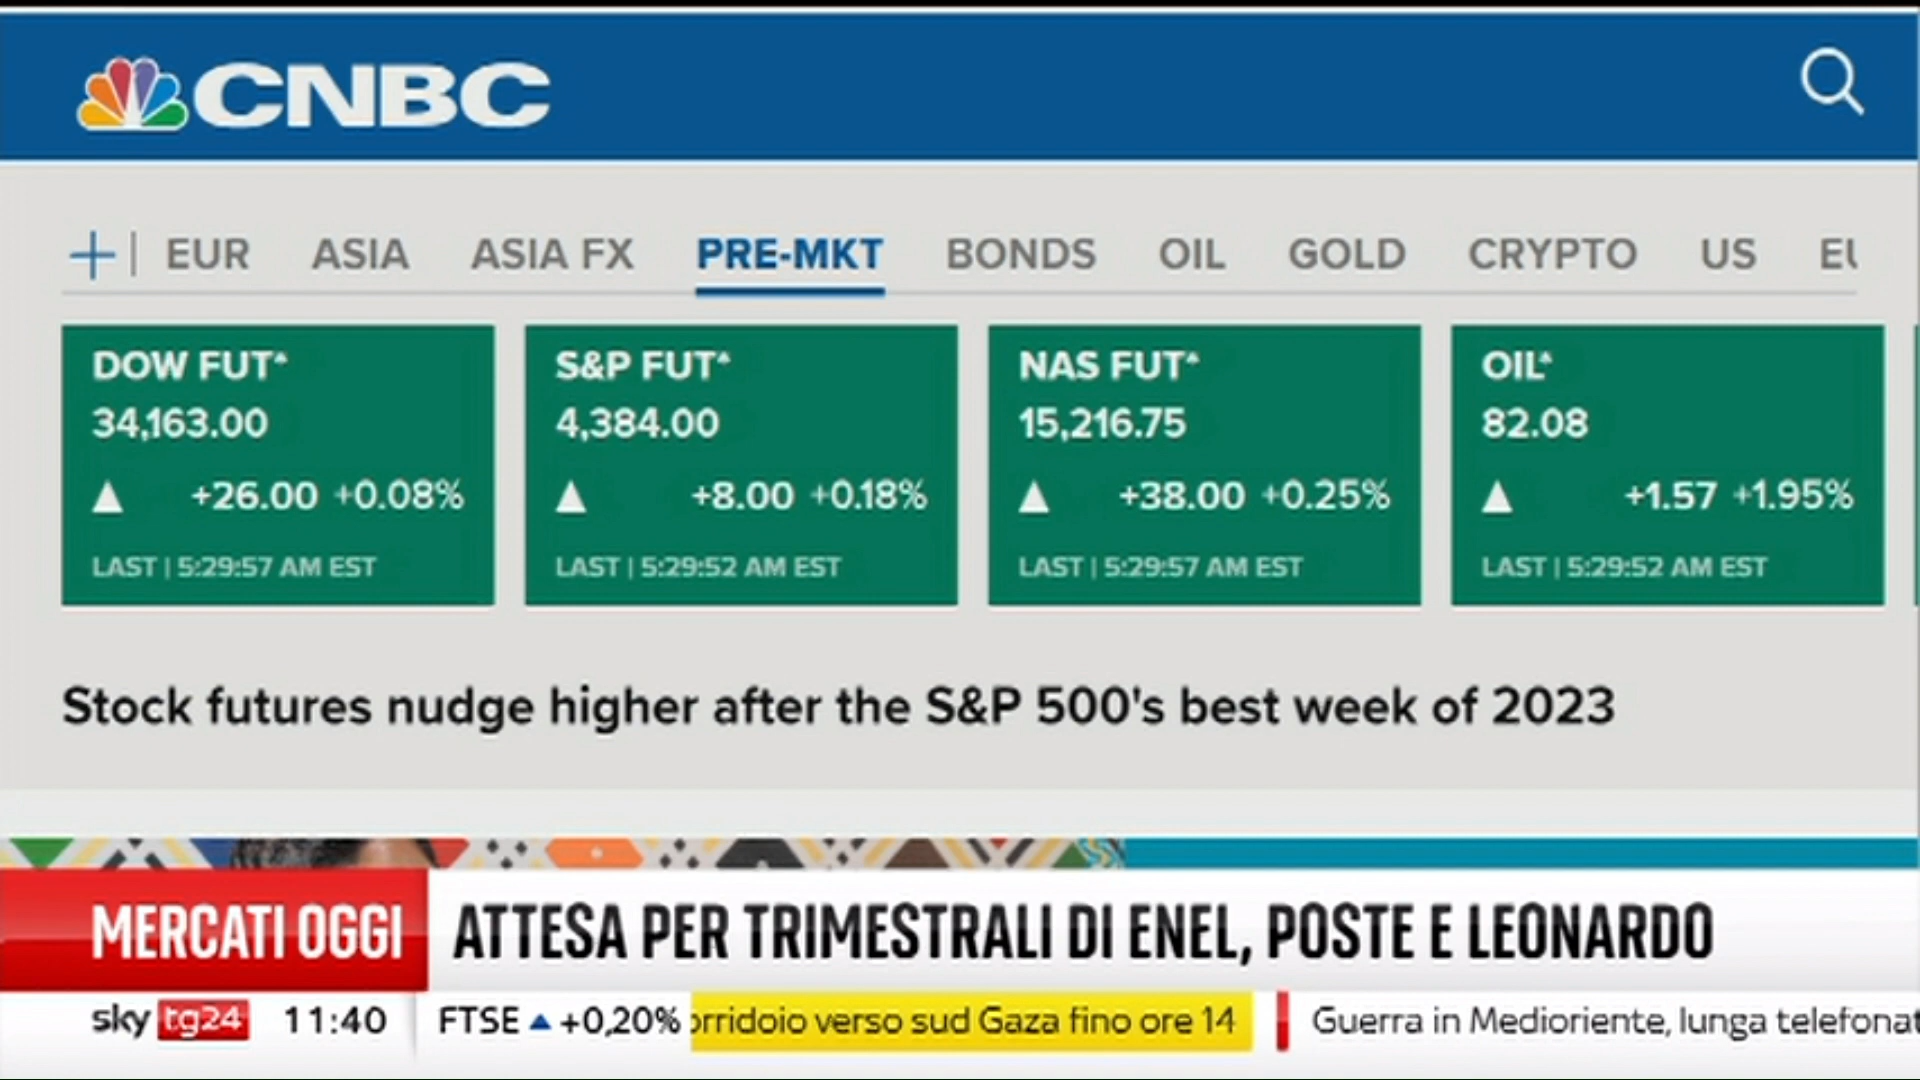 CNBC
EUR ASIA ASIA FX PRE-MKT BONDS OIL GOLD CRYPTO US
DOW FUT*
34,163.00
+26.00 +0.08%
LAST | 5:29:57 AM EST
S&P FUT*
4,384.00
+8.00 +0.18%
LAST | 5:29:52 AM EST
NAS FUT*
15,216.75
+38.00 +0.25%
LAST | 5:29:57 AM EST
OIL*
82.08
+1.57 +1.95%
LAST | 5:29:52 AM EST
Stock futures nudge higher after the S&P 500's best week of 2023
MERCATI OGGI ATTESA PER TRIMESTRALI DI ENEL, POSTE E LEONARDO
sky tg24 11:40 FTSE ▲ +0,20% orridoio verso sud Gaza fino ore 14 Guerra in Medioriente, lunga telefonat